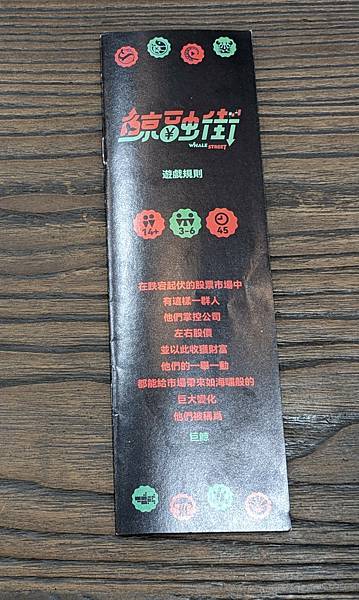 鯨融街
WHALE STREET
遊戲規則
14+
3-6
45
在跌宕起伏的股票市場中
有這樣一群人
他們掌控公司
左右股價
並以此收獲財富
他們的一舉一動
都能給市場帶來如海嘯般的
巨大變化
他們被稱爲
巨鯨